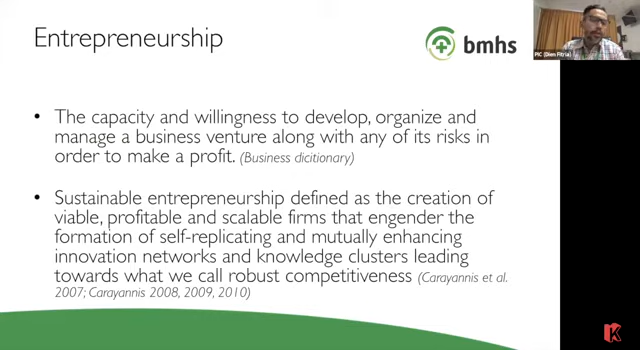 Entrepreneurship
bmhs
PIC (Dien Fitria)
• The capacity and willingness to develop, organize and
manage a business venture along with any of its risks in
order to make a profit. (Business dicitionary)
• Sustainable entrepreneurship defined as the creation of
viable, profitable and scalable firms that engender the
formation of self-replicating and mutually enhancing
innovation networks and knowledge clusters leading
towards what we call robust competitiveness (Carayannis et al.
2007; Carayannis 2008, 2009, 2010)
K